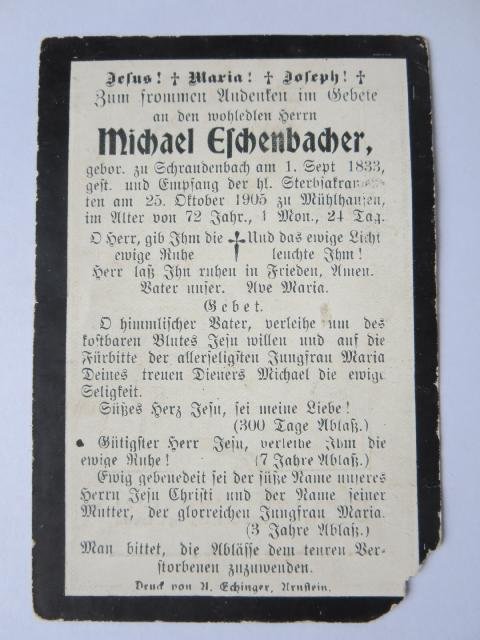 Jesus! ✝ Maria! ✝ Joseph! ✝
Zum frommen Andenken im Gebete
an den wohledlen Herrn
Michael Eschenbacher,
gebor. zu Schraudenbach am 1. Sept 1833,
gest. und Empfang der hl. Sterbsakramen-
ten am 25. Oktober 1905 zu Mühlhausen,
im Alter von 72 Jahr., 1 Mon., 24 Tag.
O Herr, gib Ihm die ewige Ruhe ✝ Und das ewige Licht leuchte Ihm!
Herr laß Ihn ruhen in Frieden, Amen.
Vater unser. Ave Maria.
Gebet.
O himmlischer Vater, verleihe um des
kostbaren Blutes Jesu willen und auf die
Fürbitte der allerseligsten Jungfrau Maria
Deines treuen Dieners Michael die ewige
Seligkeit.
Süßes Herz Jesu, sei meine Liebe!
(300 Tage Ablaß.)
Gütigster Herr Jesu, verleihe Ihm die
ewige Ruhe! (7 Jahre Ablaß.)
Ewig gebenedeit sei der süße Name unseres
Herrn Jesu Christi und der Name seiner
Mutter, der glorreichen Jungfrau Maria.
(3 Jahre Ablaß.)
Man bittet, die Ablässe dem teuren Ver-
storbenen zuzuwenden.
Druck von A. Echinger, Arnstein.